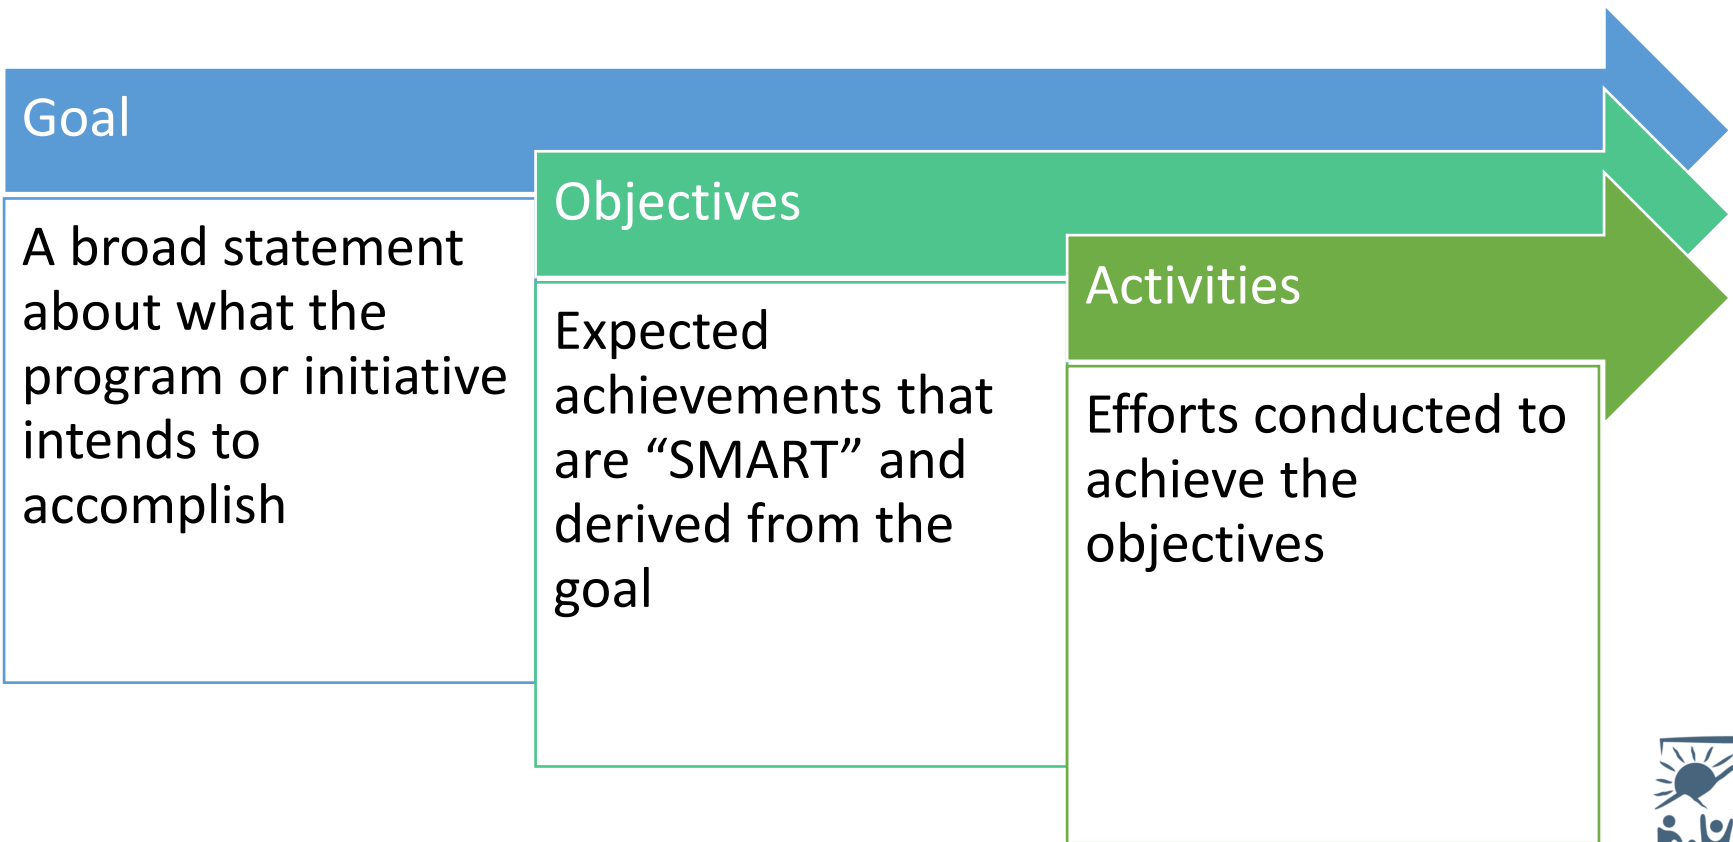 Goal
A broad statement
about what the
program or initiative
intends to
accomplish
Objectives
Expected
achievements that
are “SMART” and
derived from the
goal
Activities
Efforts conducted to
achieve the
objectives